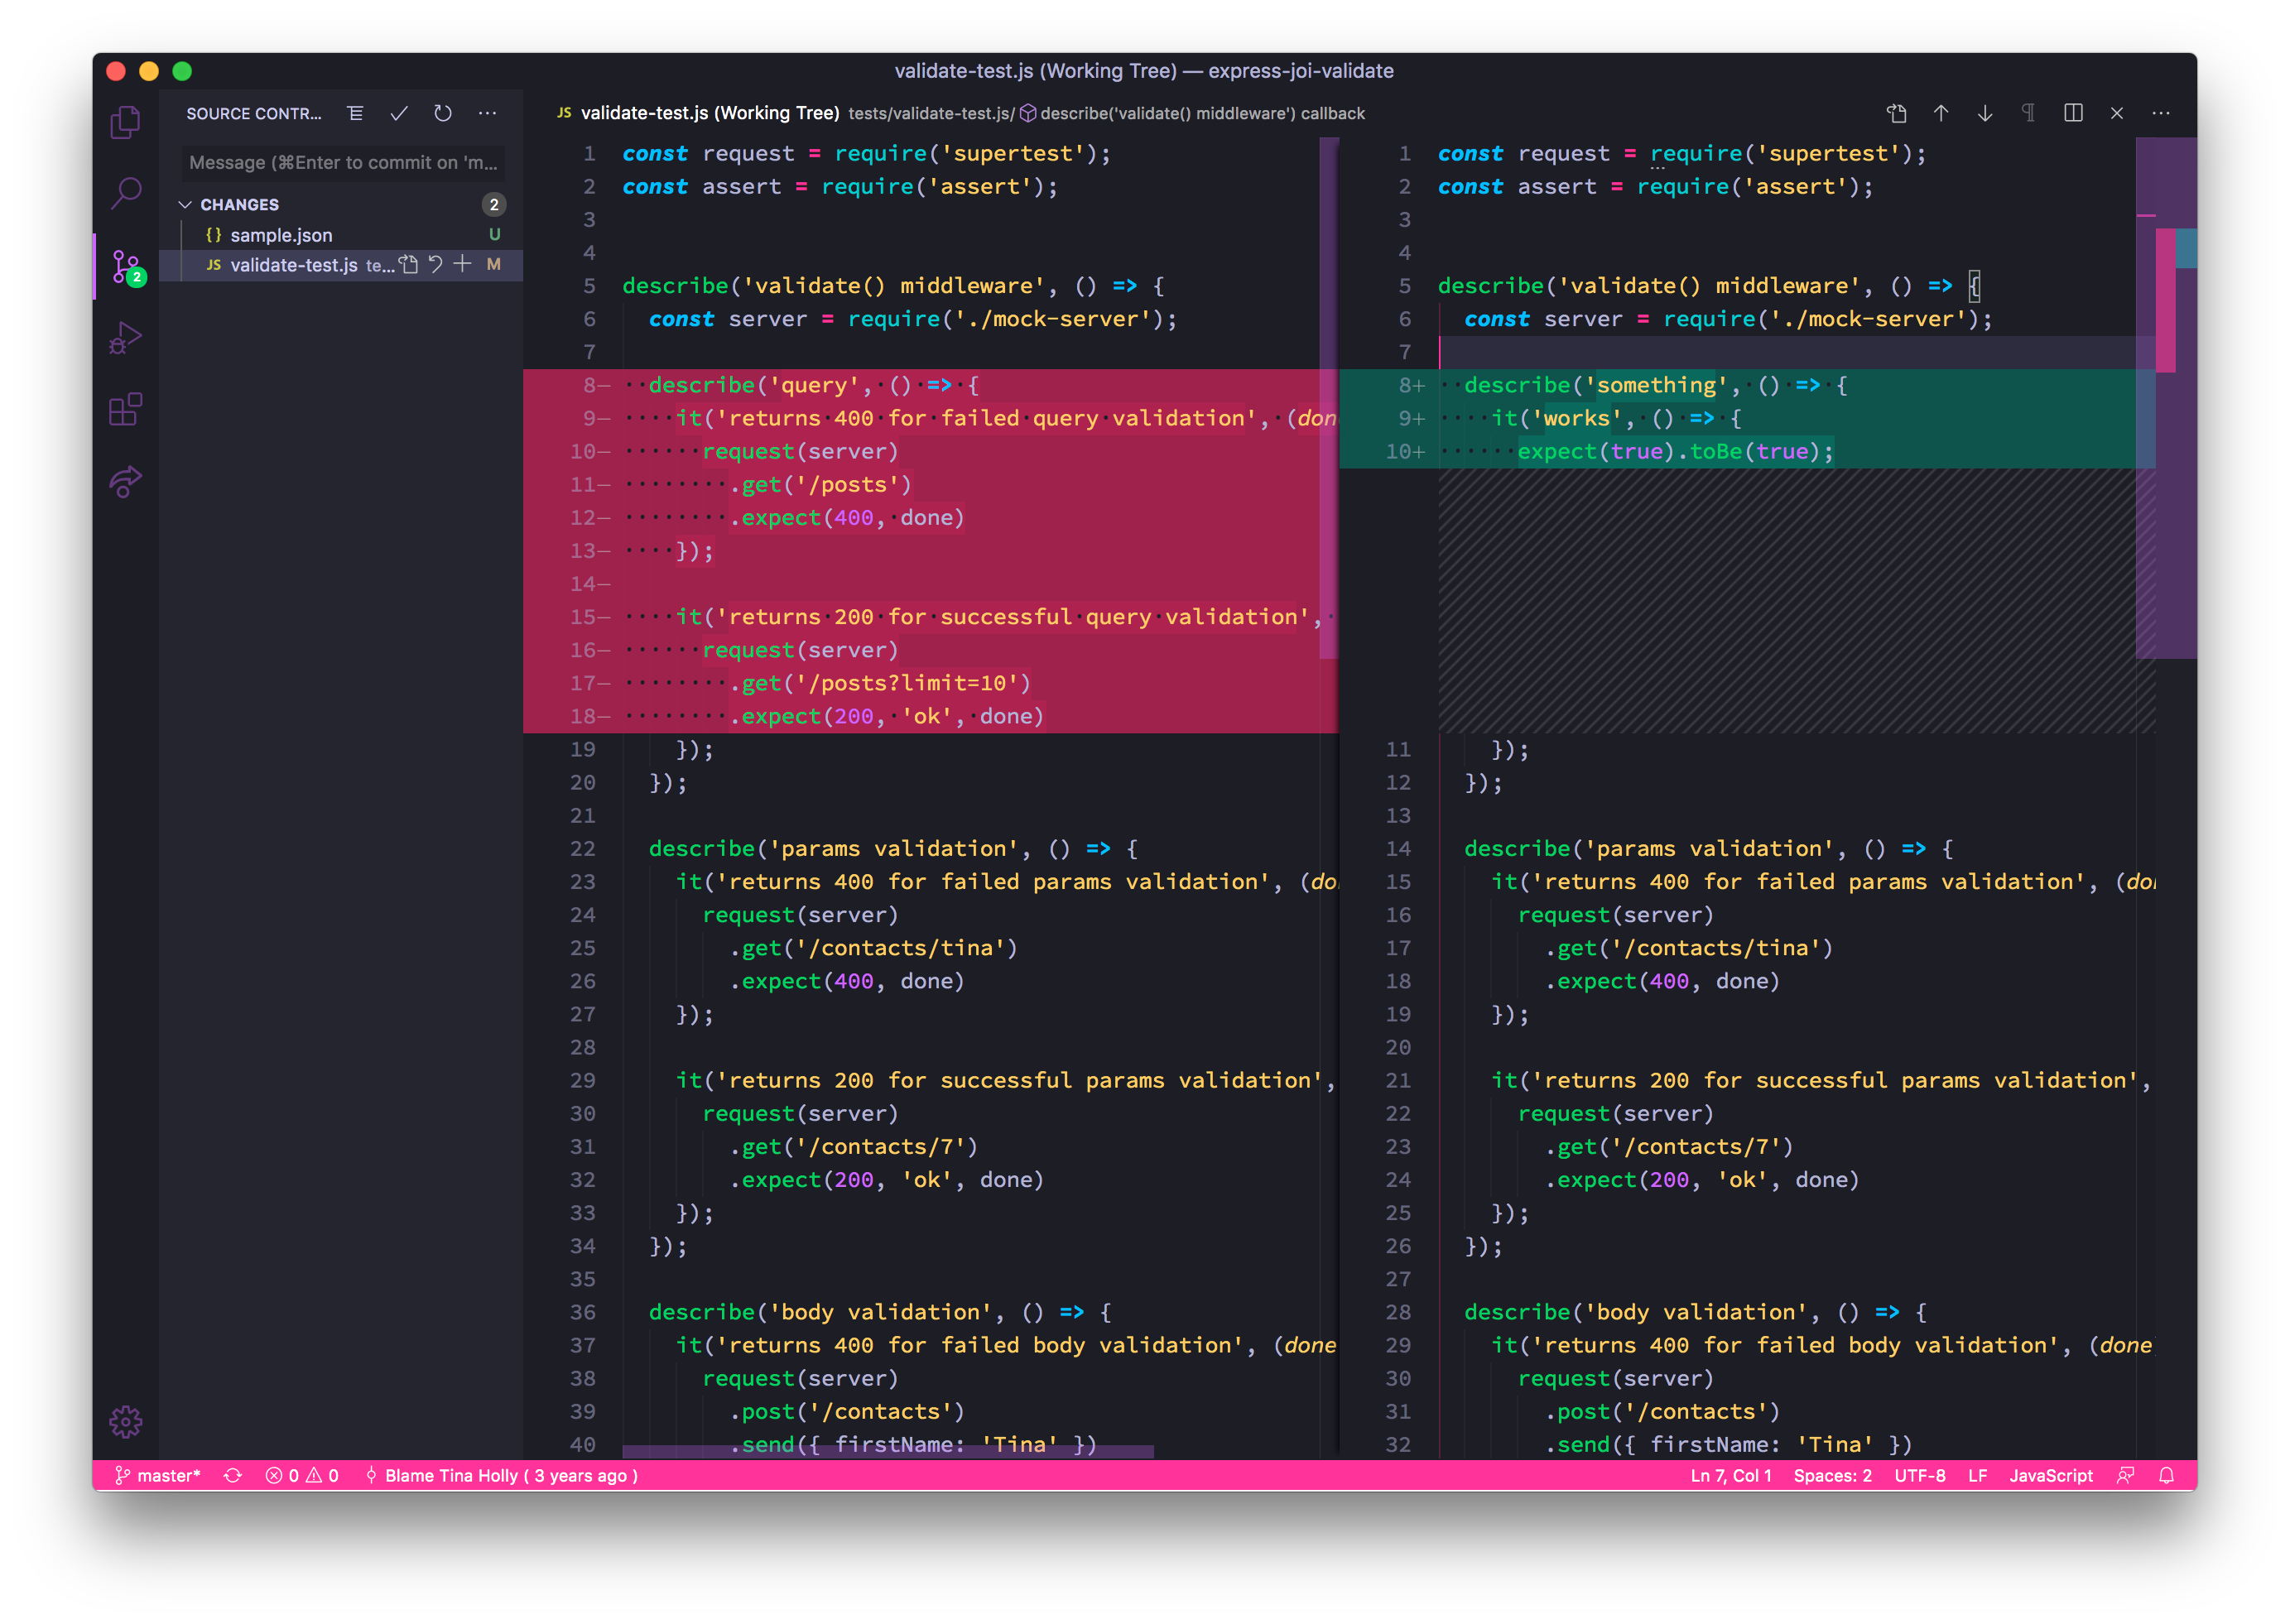 validate-test.js (Working Tree) — express-joi-validate
SOURCE CONTR...
Message (⌘Enter to commit on 'm...
CHANGES 2
{} sample.json U
JS validate-test.js te... M
2
JS validate-test.js (Working Tree) tests/validate-test.js/ describe('validate() middleware') callback
1 const request = require('supertest');
2 const assert = require('assert');
3
4
5 describe('validate() middleware', () => {
6 const server = require('./mock-server');
7
8— describe('query', () => {
9— it('returns 400 for failed query validation', (don
10— request(server)
11— .get('/posts')
12— .expect(400, done)
13— });
14—
15— it('returns 200 for successful query validation',
16— request(server)
17— .get('/posts?limit=10')
18— .expect(200, 'ok', done)
19 });
20 });
21
22 describe('params validation', () => {
23 it('returns 400 for failed params validation', (do
24 request(server)
25 .get('/contacts/tina')
26 .expect(400, done)
27 });
28
29 it('returns 200 for successful params validation',
30 request(server)
31 .get('/contacts/7')
32 .expect(200, 'ok', done)
33 });
34 });
35
36 describe('body validation', () => {
37 it('returns 400 for failed body validation', (done
38 request(server)
39 .post('/contacts')
40 .send({ firstName: 'Tina' })
1 const request = require('supertest');
2 const assert = require('assert');
3
4
5 describe('validate() middleware', () => {
6 const server = require('./mock-server');
7
8+ describe('something', () => {
9+ it('works', () => {
10+ expect(true).toBe(true);
11 });
12 });
13
14 describe('params validation', () => {
15 it('returns 400 for failed params validation', (do
16 request(server)
17 .get('/contacts/tina')
18 .expect(400, done)
19 });
20
21 it('returns 200 for successful params validation',
22 request(server)
23 .get('/contacts/7')
24 .expect(200, 'ok', done)
25 });
26 });
27
28 describe('body validation', () => {
29 it('returns 400 for failed body validation', (done
30 request(server)
31 .post('/contacts')
32 .send({ firstName: 'Tina' })
master* 0 0 Blame Tina Holly ( 3 years ago ) Ln 7, Col 1 Spaces: 2 UTF-8 LF JavaScript